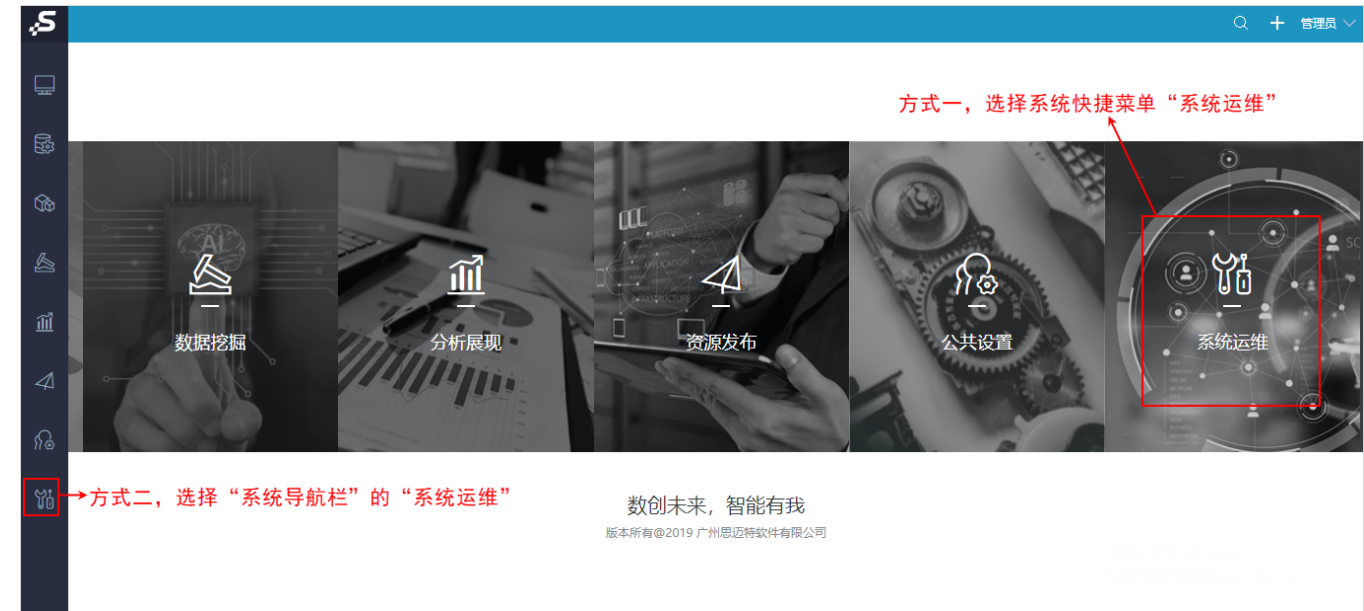 管理员
方式一，选择系统快捷菜单“系统运维”
AI
PLATFORM
APPLICATION
INFRASTRUCTURE
数据挖掘
分析展现
资源发布
公共设置
系统运维
方式二，选择“系统导航栏”的“系统运维”
数创未来，智能有我
版本所有@2019 广州思迈特软件有限公司